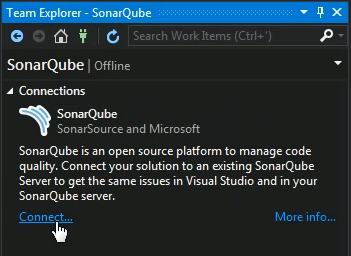 Team Explorer - SonarQube
Search Work Items (Ctrl+')
SonarQube | Offline
Connections
SonarQube
SonarSource and Microsoft
SonarQube is an open source platform to manage code
quality. Connect your solution to an existing SonarQube
Server to get the same issues in Visual Studio and in your
SonarQube server.
Connect... More info...